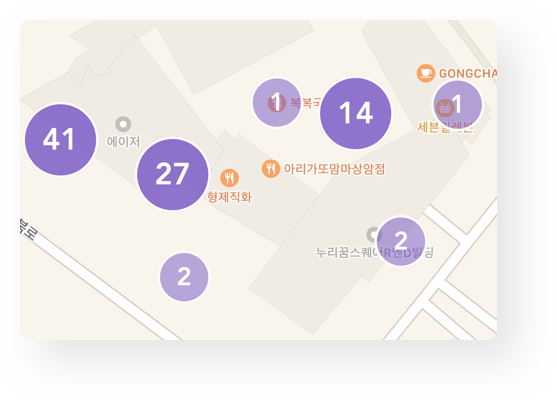 GONGCHA
1
복복
14
1
세븐일레븐
41
에이저
27
아리가또맘마상암점
형제직화
북로
2
누리꿈스퀘어R앤D빌딩
2